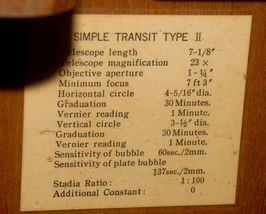 SIMPLE TRANSIT TYPE II
Telescope length 7-1/8"
Telescope magnification 23 ×
Objective aperture 1-¼"
Minimum focus 7 ft 3"
Horizontal circle 4-5/16" dia.
Graduation 30 Minutes.
Vernier reading 1 Minute.
Vertical circle 3-½" dia.
Graduation 30 Minutes.
Vernier reading 1 Minute.
Sensitivity of bubble 60sec./2mm.
Sensitivity of plate bubble
137sec./2mm.
Stadia Ratio: 1:100
Additional Constant: 0